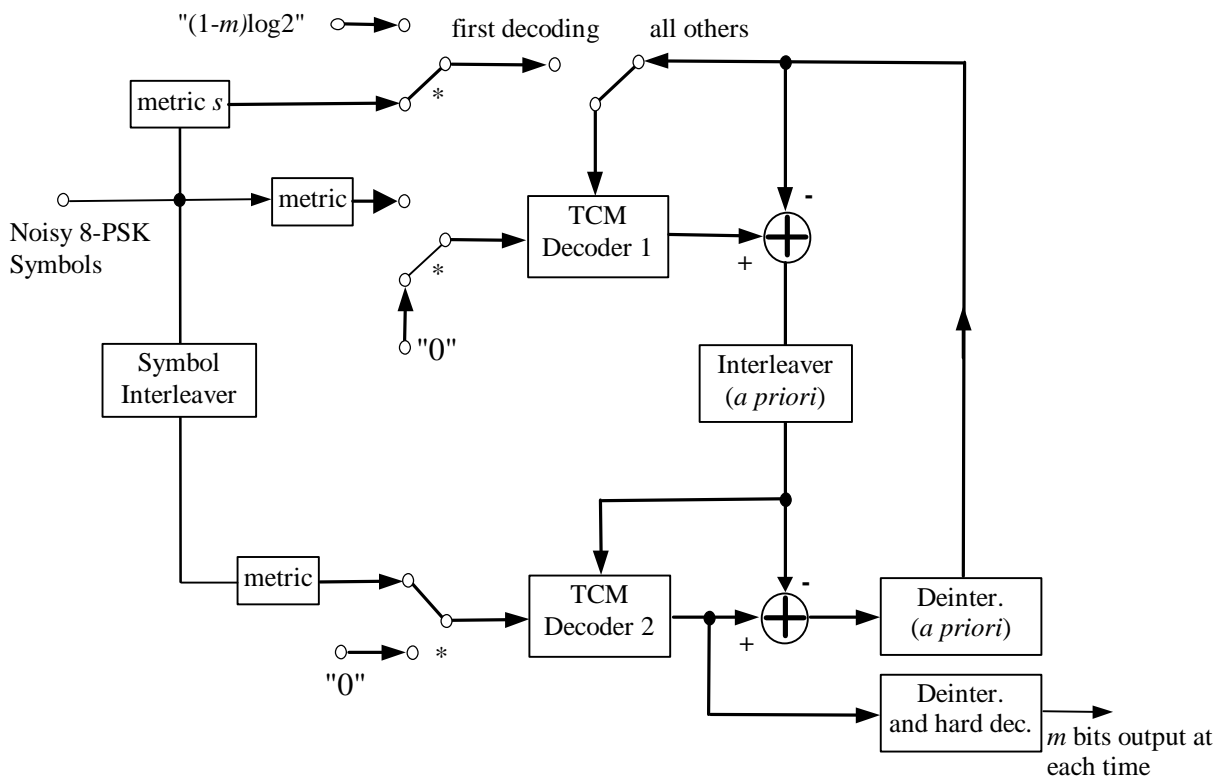 "(1-m)log2"
first decoding
all others
metric s
*
-
metric
Noisy 8-PSK
Symbols
TCM
Decoder 1
+
*
"0"
Symbol
Interleaver
Interleaver
(a priori)
metric
TCM
Decoder 2
-
+
Deinter.
(a priori)
*
"0"
Deinter.
and hard dec.
m bits output at
each time